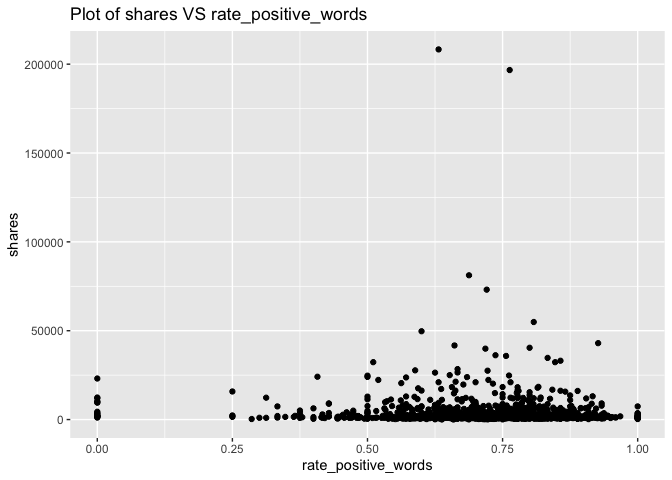 Plot of shares VS rate_positive_words
200000
150000
100000
50000
0
shares
0.00 0.25 0.50 0.75 1.00
rate_positive_words